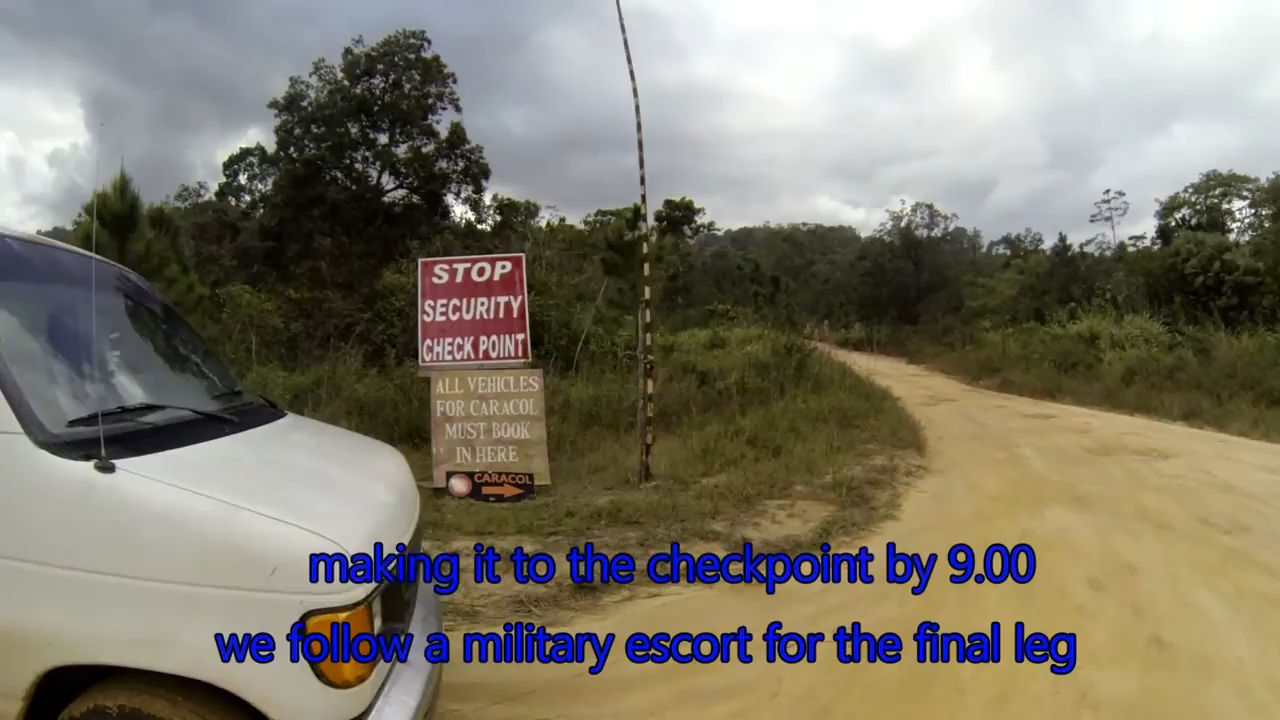 STOP
SECURITY
CHECK POINT
ALL VEHICLES
FOR CARACOL
MUST BOOK
IN HERE
CARACOL
making it to the checkpoint by 9.00
we follow a military escort for the final leg